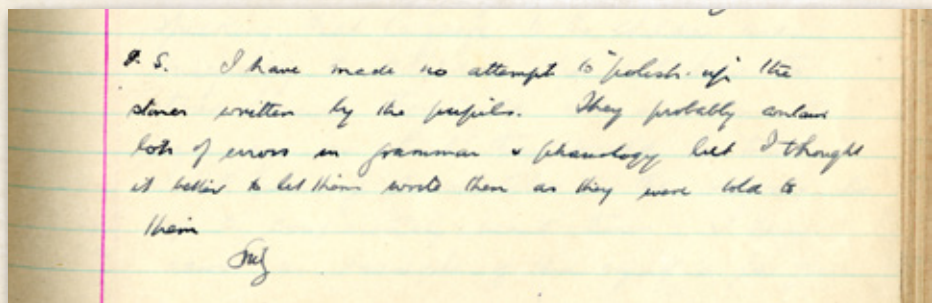 P.S. I have made no attempt to "polish-up" the
stories written by the pupils. They probably contain
lots of errors in grammar & phraseology but I thought
it better to let them write them as they were told to
them